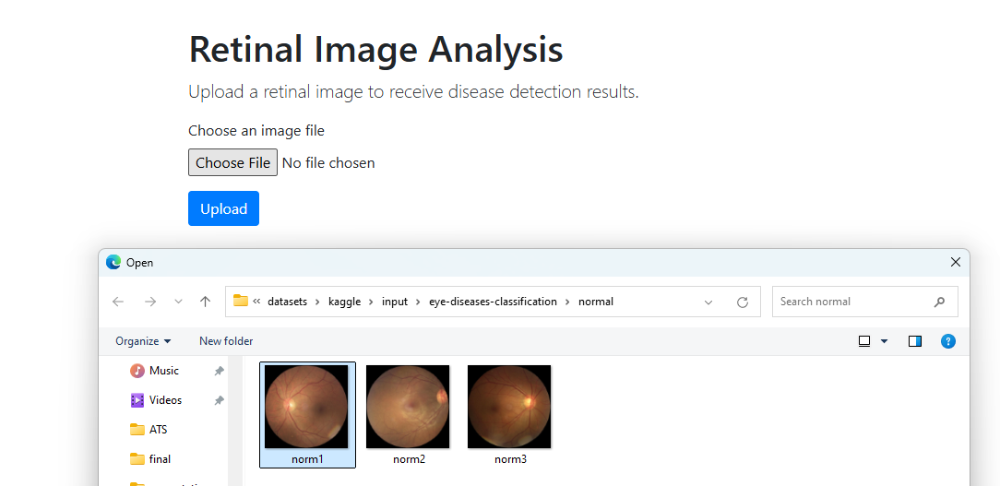 Retinal Image Analysis
Upload a retinal image to receive disease detection results.
Choose an image file
Choose File No file chosen
Upload
Open
« datasets > kaggle > input > eye-diseases-classification > normal
Search normal
Organize
New folder
Music
Videos
ATS
final
norm1
norm2
norm3